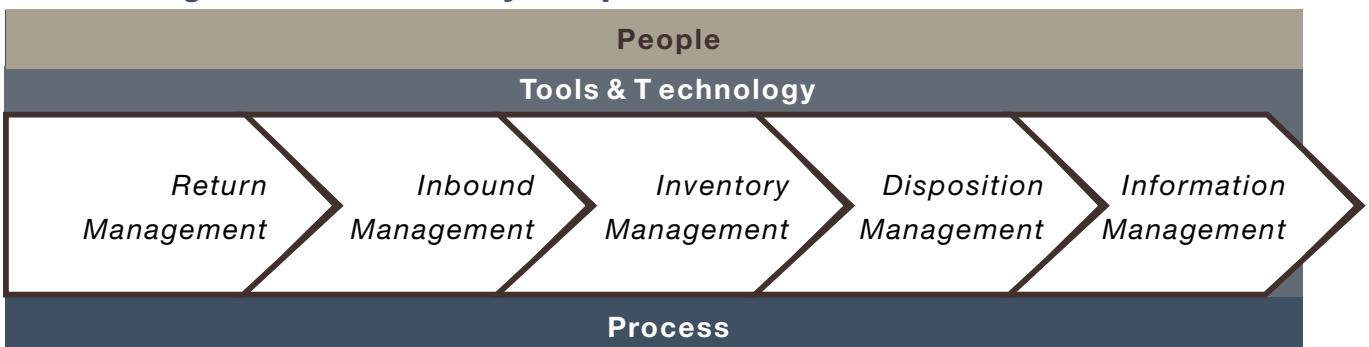 People
Tools & T echnology
Return
Management
Inbound
Management
Inventory
Management
Disposition
Management
Information
Management
Process